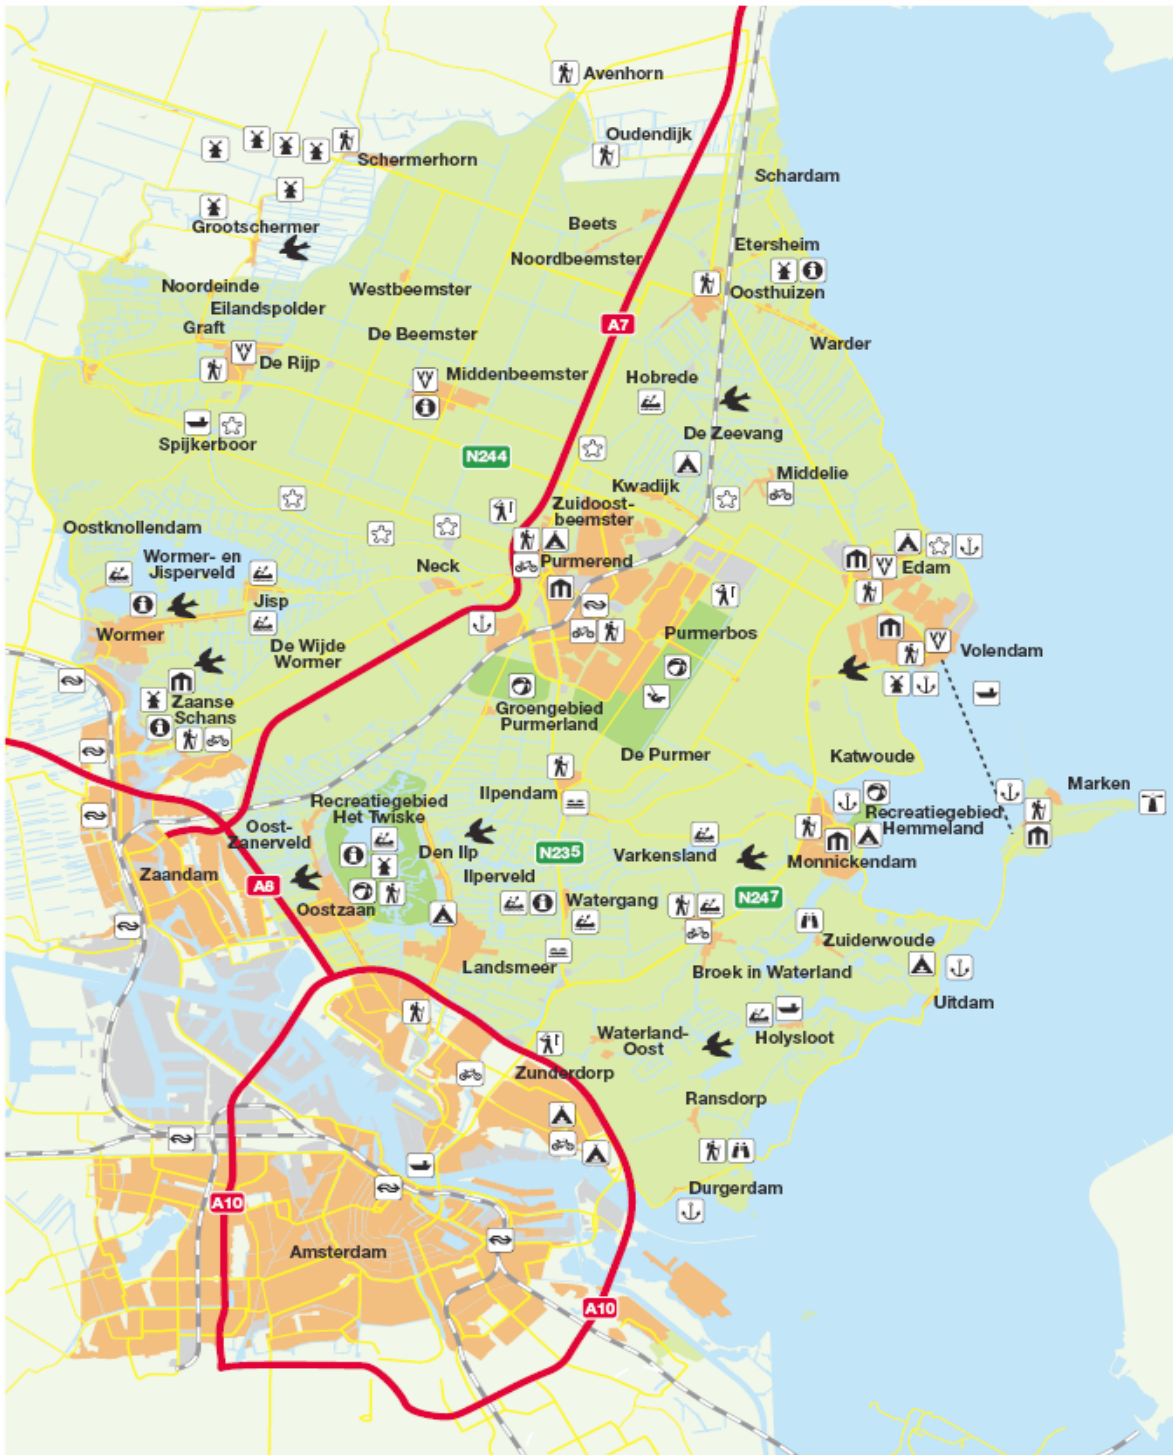 Avenhorn
Oudendijk
Schermerhorn
Schardam
Grootschermer
Beets
Etersheim
Noordbeemster
Noordeinde
Westbeemster
Oosthuizen
Eilandspolder
Graft
A7
De Beemster
Warder
De Rijp
Middenbeemster
Hobrede
De Zeevang
Spijkerboor
N244
Middelie
Kwadijk
Zuidoost-
beemster
Oostknollendam
Wormer- en
Jisperveld
Neck
Purmerend
Edam
Jisp
Wormer
De Wijde
Wormer
Purmerbos
Volendam
Zaanse
Schans
Groengebied
Purmerland
De Purmer
Katwoude
Marken
Ilpendam
Recreatiegebied
Het Twiske
Recreatiegebied
Hemmeland
Oost-
Zanerveld
Den Ilp
N235
Varkensland
Monnickendam
Zaandam
A8
Ilperveld
N247
Oostzaan
Watergang
Zuiderwoude
Landsmeer
Broek in Waterland
Uitdam
Waterland-
Oost
Holysloot
Zunderdorp
Ransdorp
Durgerdam
A10
Amsterdam
A10